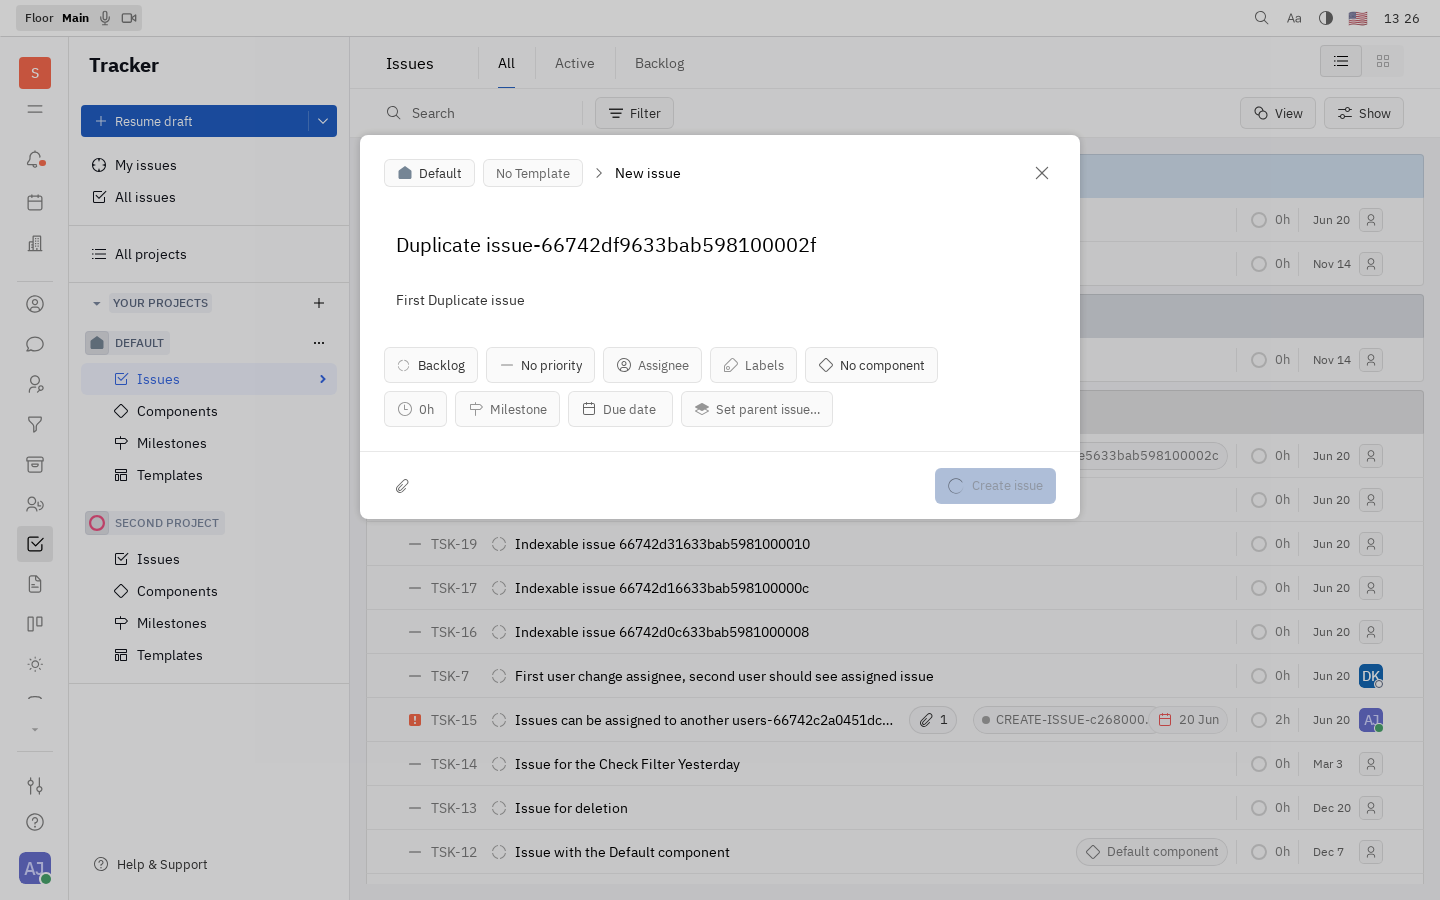 Floor Main
Aa
13 26
S
Tracker
Resume draft
My issues
All issues
All projects
YOUR PROJECTS
DEFAULT
Issues
Components
Milestones
Templates
SECOND PROJECT
Issues
Components
Milestones
Templates
Help & Support
AJ
Issues
All
Active
Backlog
Search
Filter
View
Show
0h Jun 20
0h Nov 14
0h Nov 14
e5633bab598100002c 0h Jun 20
0h Jun 20
Default
No Template
New issue
Duplicate issue-66742df9633bab598100002f
First Duplicate issue
Backlog
No priority
Assignee
Labels
No component
0h
Milestone
Due date
Set parent issue...
Create issue
TSK-19 Indexable issue 66742d31633bab5981000010 0h Jun 20
TSK-17 Indexable issue 66742d16633bab598100000c 0h Jun 20
TSK-16 Indexable issue 66742d0c633bab5981000008 0h Jun 20
TSK-7 First user change assignee, second user should see assigned issue 0h Jun 20 DK
TSK-15 Issues can be assigned to another users-66742c2a0451dc... 1 CREATE-ISSUE-c268000. 20 Jun 2h Jun 20 AJ
TSK-14 Issue for the Check Filter Yesterday 0h Mar 3
TSK-13 Issue for deletion 0h Dec 20
TSK-12 Issue with the Default component Default component 0h Dec 7